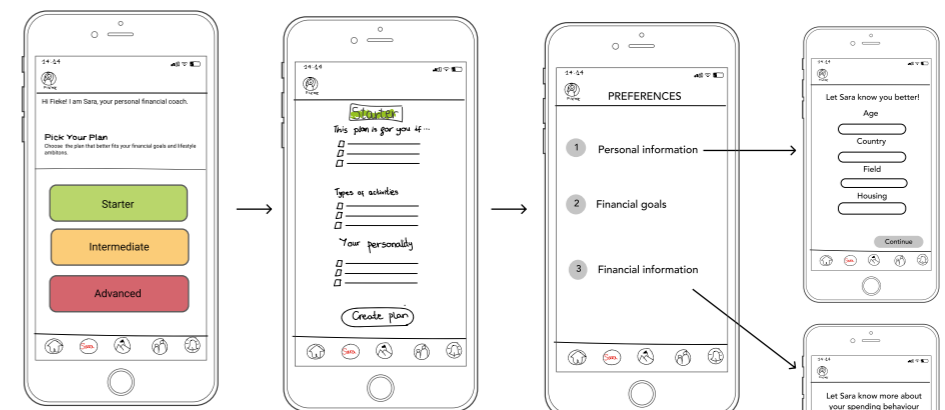 14:14
Fieke
Hi Fieke! I am Sara, your personal financial coach.
Pick Your Plan
Choose the plan that better fits your financial goals and lifestyle
ambitons.
Starter
Intermediate
Advanced
Sara
14:14
Starter
This plan is for you if ...
Types of activities
Your personality
Create plan
Sara
14:14
PREFERENCES
1 Personal information
2 Financial goals
3 Financial information
Sara
14:14
Let Sara know you better!
Age
Country
Field
Housing
Continue
Sara
14:14
Let Sara know more about
your spending behaviour